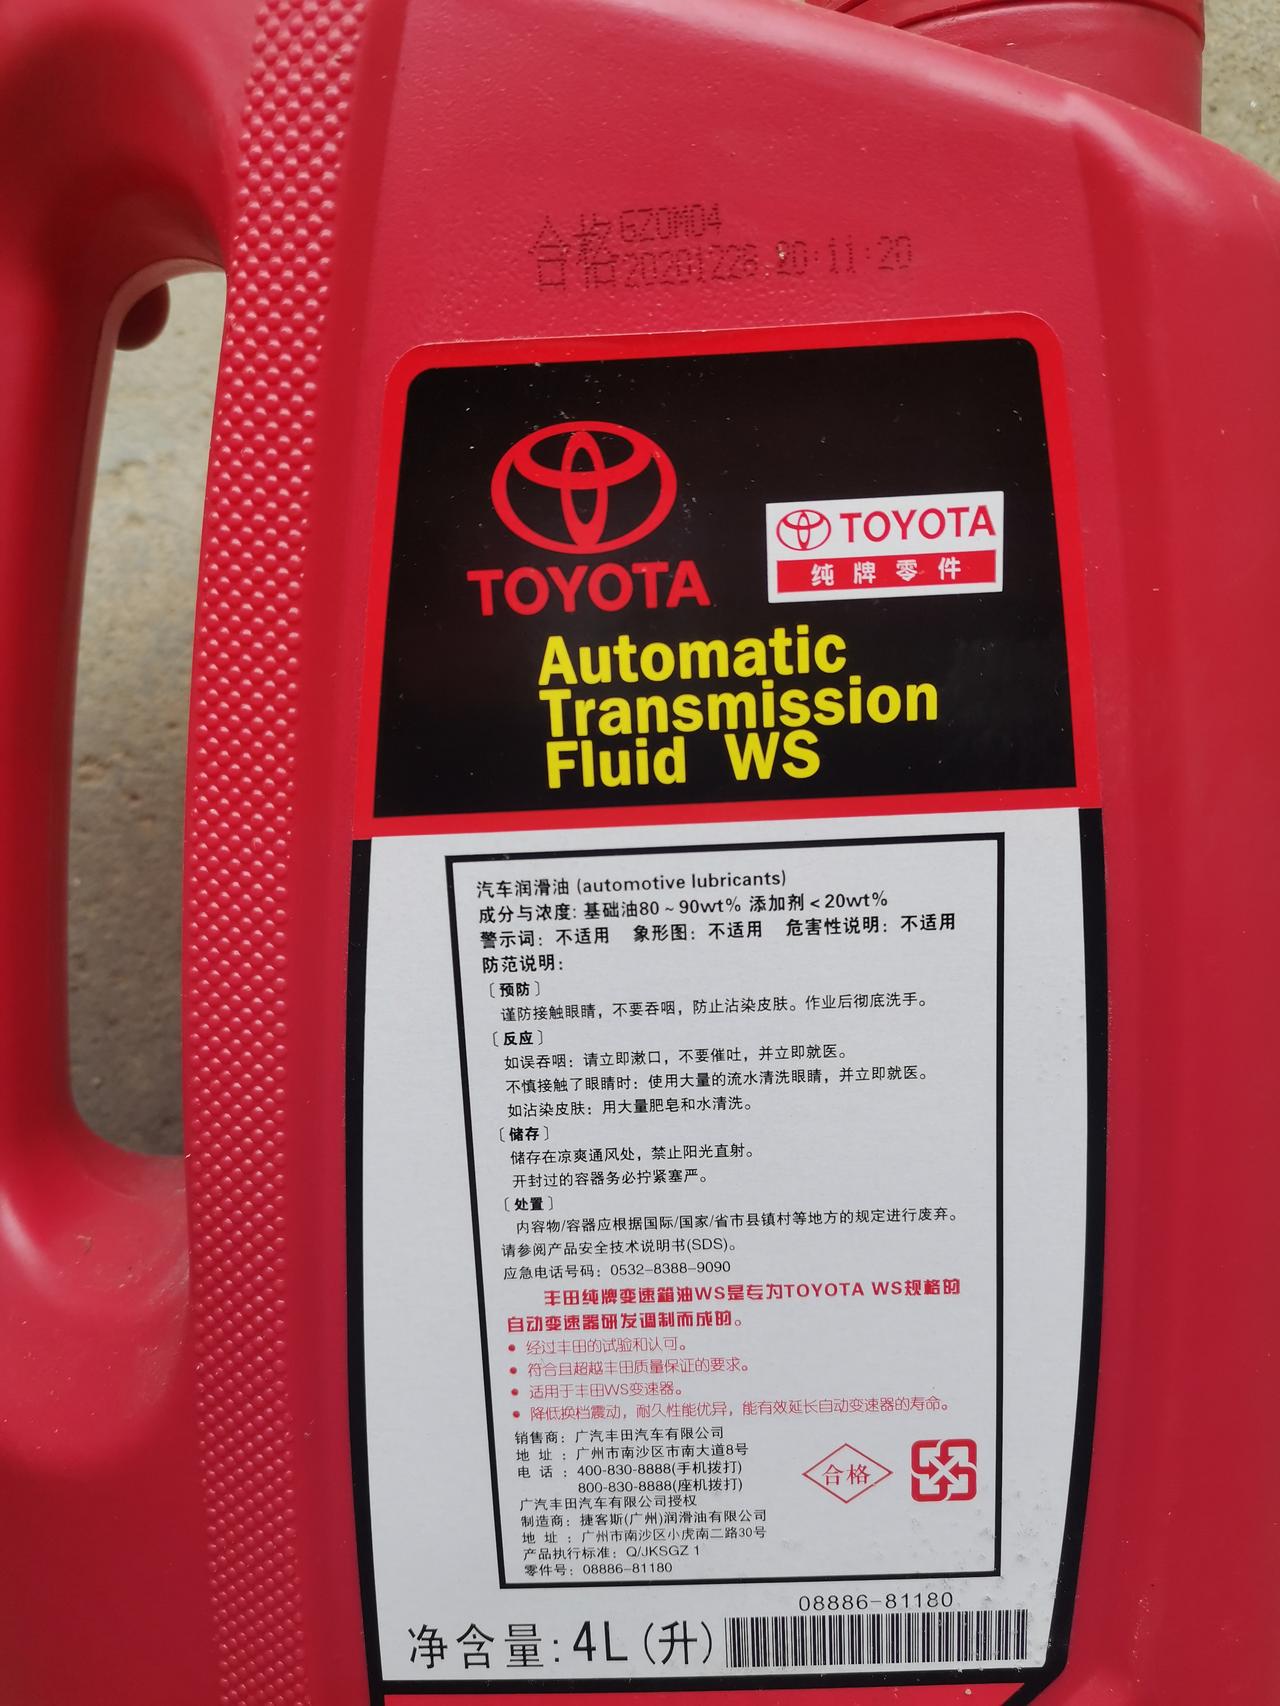 合格 GZ0M04
20201226 20:11:20
TOYOTA
TOYOTA
纯牌零件
Automatic
Transmission
Fluid WS
汽车润滑油 (automotive lubricants)
成分与浓度: 基础油80~90wt% 添加剂<20wt%
警示词: 不适用 象形图: 不适用 危害性说明: 不适用
防范说明:
〔预防〕
谨防接触眼睛，不要吞咽，防止沾染皮肤。作业后彻底洗手。
〔反应〕
如误吞咽: 请立即漱口，不要催吐，并立即就医。
不慎接触了眼睛时: 使用大量的流水清洗眼睛，并立即就医。
如沾染皮肤: 用大量肥皂和水清洗。
〔储存〕
储存在凉爽通风处，禁止阳光直射。
开封过的容器务必拧紧塞严。
〔处置〕
内容物/容器应根据国际/国家/省市县镇村等地方的规定进行废弃。
请参阅产品安全技术说明书(SDS)。
应急电话号码: 0532-8388-9090
丰田纯牌变速箱油WS是专为TOYOTA WS规格的
自动变速器研发调制而成的。
• 经过丰田的试验和认可。
• 符合且超越丰田质量保证的要求。
• 适用于丰田WS变速器。
• 降低换档震动，耐久性能优异，能有效延长自动变速器的寿命。
销售商: 广汽丰田汽车有限公司
地 址: 广州市南沙区市南大道8号
电 话: 400-830-8888(手机拨打)
800-830-8888(座机拨打)
广汽丰田汽车有限公司授权
制造商: 捷客斯(广州)润滑油有限公司
地 址: 广州市南沙区小虎南二路30号
产品执行标准: Q/JKSGZ 1
零件号: 08886-81180
合格
08886-81180
净含量: 4L(升)